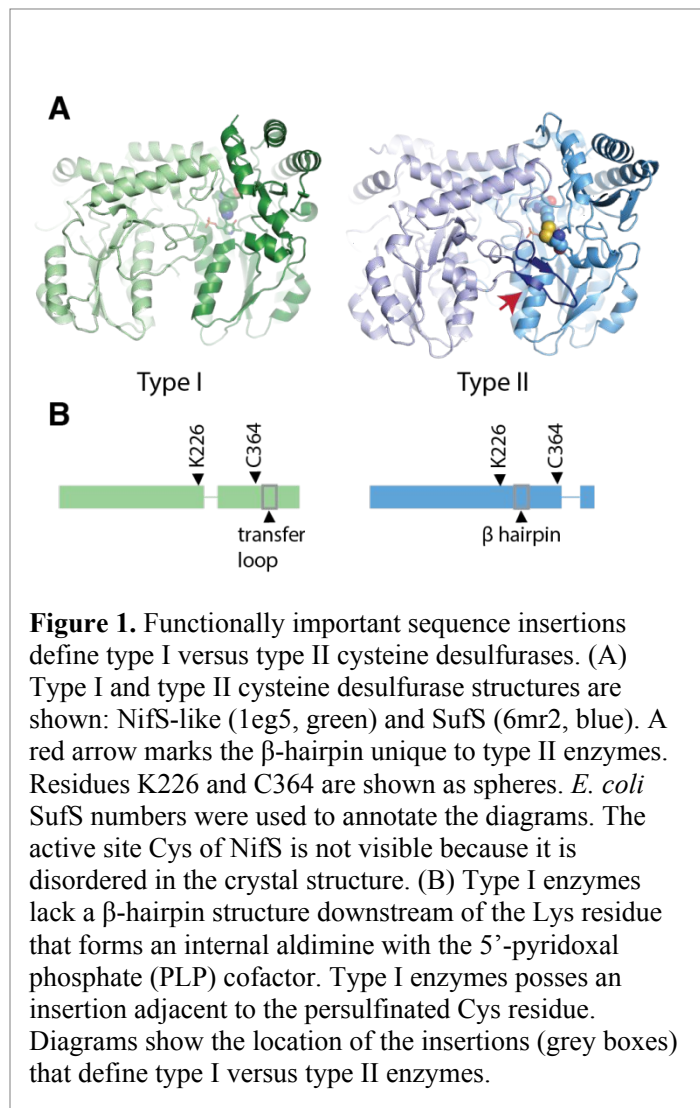 A
Type I
Type II
B
K226
C364
K226
C364
transfer
loop
β hairpin
Figure 1. Functionally important sequence insertions
define type I versus type II cysteine desulfurases. (A)
Type I and type II cysteine desulfurase structures are
shown: NifS-like (1eg5, green) and SufS (6mr2, blue). A
red arrow marks the β-hairpin unique to type II enzymes.
Residues K226 and C364 are shown as spheres. E. coli
SufS numbers were used to annotate the diagrams. The
active site Cys of NifS is not visible because it is
disordered in the crystal structure. (B) Type I enzymes
lack a β-hairpin structure downstream of the Lys residue
that forms an internal aldimine with the 5’-pyridoxal
phosphate (PLP) cofactor. Type I enzymes posses an
insertion adjacent to the persulfinated Cys residue.
Diagrams show the location of the insertions (grey boxes)
that define type I versus type II enzymes.